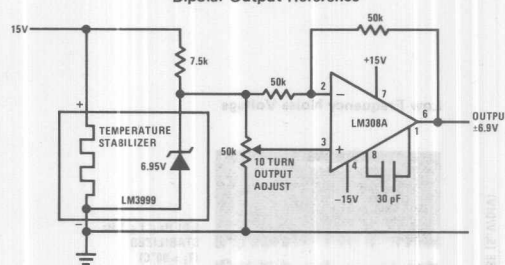 Bipolar Output Reference
50k
15V
7.5k
50k
+15V
2
7
6
OUTPUT
±6.9V
LM308A
TEMPERATURE
STABILIZER
6.95V
50k
3
10 TURN
OUTPUT
ADJUST
4
8
1
30 pF
-15V
LM3999